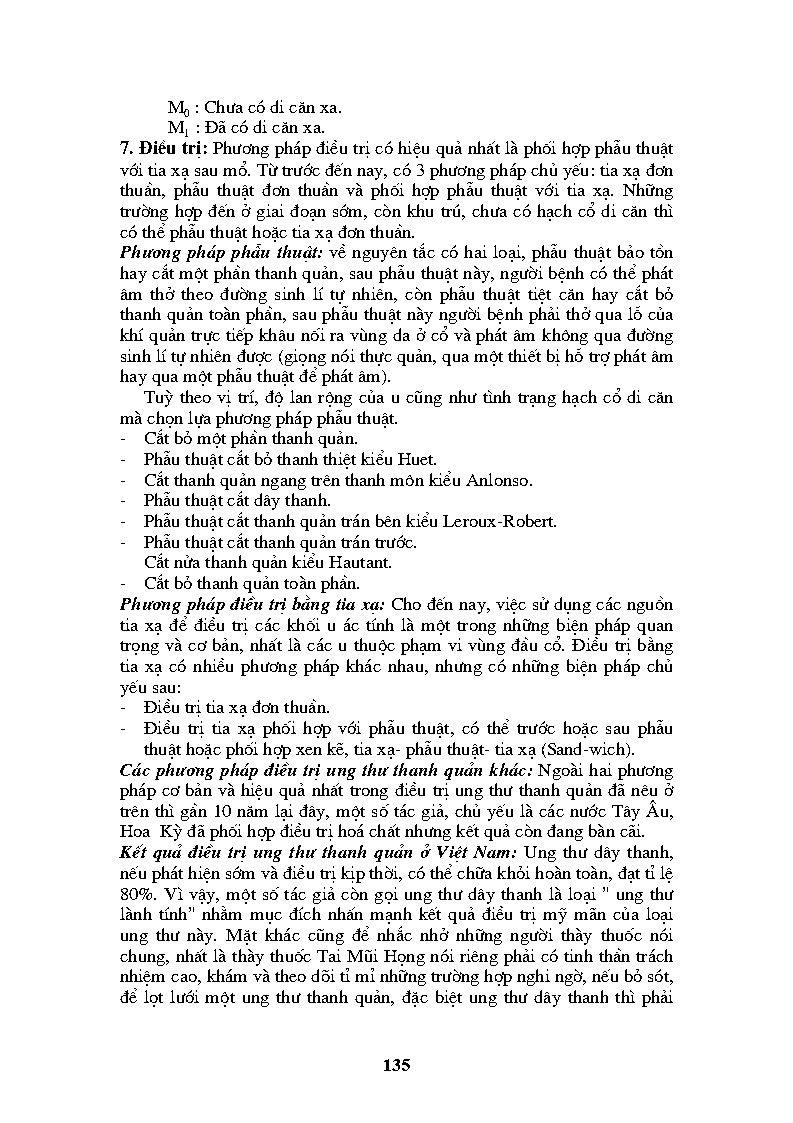 M0 : Chưa có di căn xa.
M1 : Đã có di căn xa.
7. Điều trị: Phương pháp điều trị có hiệu quả nhất là phối hợp phẫu thuật
với tia xạ sau mổ. Từ trước đến nay, có 3 phương pháp chủ yếu: tia xạ đơn
thuần, phẫu thuật đơn thuần và phối hợp phẫu thuật với tia xạ. Những
trường hợp đến ở giai đoạn sớm, còn khu trú, chưa có hạch cổ di căn thì
có thể phẫu thuật hoặc tia xạ đơn thuần.
Phương pháp phẫu thuật: về nguyên tắc có hai loại, phẫu thuật bảo tồn
hay cắt một phần thanh quản, sau phẫu thuật này, người bệnh có thể phát
âm thở theo đường sinh lí tự nhiên, còn phẫu thuật tiệt căn hay cắt bỏ
thanh quản toàn phần, sau phẫu thuật này người bệnh phải thở qua lỗ của
khí quản trực tiếp khâu nối ra vùng da ở cổ và phát âm không qua đường
sinh lí tự nhiên được (giọng nói thực quản, qua một thiết bị hỗ trợ phát âm
hay qua một phẫu thuật để phát âm).
Tuỳ theo vị trí, độ lan rộng của u cũng như tình trạng hạch cổ di căn
mà chọn lựa phương pháp phẫu thuật.
- Cắt bỏ một phần thanh quản.
- Phẫu thuật cắt bỏ thanh thiệt kiểu Huet.
- Cắt thanh quản ngang trên thanh môn kiểu Anlonso.
- Phẫu thuật cắt dây thanh.
- Phẫu thuật cắt thanh quản trán bên kiểu Leroux-Robert.
- Phẫu thuật cắt thanh quản trán trước.
Cắt nửa thanh quản kiểu Hautant.
- Cắt bỏ thanh quản toàn phần.
Phương pháp điều trị bằng tia xạ: Cho đến nay, việc sử dụng các nguồn
tia xạ để điều trị các khối u ác tính là một trong những biện pháp quan
trọng và cơ bản, nhất là các u thuộc phạm vi vùng đầu cổ. Điều trị bằng
tia xạ có nhiều phương pháp khác nhau, nhưng có những biện pháp chủ
yếu sau:
- Điều trị tia xạ đơn thuần.
- Điều trị tia xạ phối hợp với phẫu thuật, có thể trước hoặc sau phẫu
thuật hoặc phối hợp xen kẽ, tia xạ- phẫu thuật- tia xạ (Sand-wich).
Các phương pháp điều trị ung thư thanh quản khác: Ngoài hai phương
pháp cơ bản và hiệu quả nhất trong điều trị ung thư thanh quản đã nêu ở
trên thì gần 10 năm lại đây, một số tác giả, chủ yếu là các nước Tây Âu,
Hoa Kỳ đã phối hợp điều trị hoá chất nhưng kết quả còn đang bàn cãi.
Kết quả điều trị ung thư thanh quản ở Việt Nam: Ung thư dây thanh,
nếu phát hiện sớm và điều trị kịp thời, có thể chữa khỏi hoàn toàn, đạt tỉ lệ
80%. Vì vậy, một số tác giả còn gọi ung thư dây thanh là loại " ung thư
lành tính" nhằm mục đích nhấn mạnh kết quả điều trị mỹ mãn của loại
ung thư này. Mặt khác cũng để nhắc nhở những người thày thuốc nói
chung, nhất là thày thuốc Tai Mũi Họng nói riêng phải có tinh thần trách
nhiệm cao, khám và theo dõi tỉ mỉ những trường hợp nghi ngờ, nếu bỏ sót,
để lọt lưới một ung thư thanh quản, đặc biệt ung thư dây thanh thì phải
135